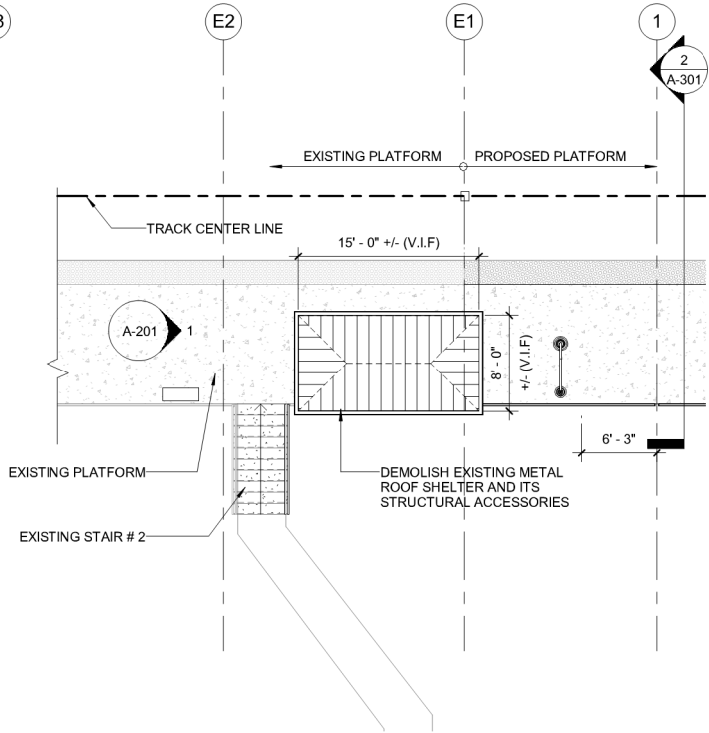 3
E2
E1
1
2
A-301
EXISTING PLATFORM
PROPOSED PLATFORM
TRACK CENTER LINE
15' - 0" +/- (V.I.F)
A-201
1
8' - 0"
+/- (V.I.F)
6' - 3"
EXISTING PLATFORM
DEMOLISH EXISTING METAL
ROOF SHELTER AND ITS
STRUCTURAL ACCESSORIES
EXISTING STAIR # 2